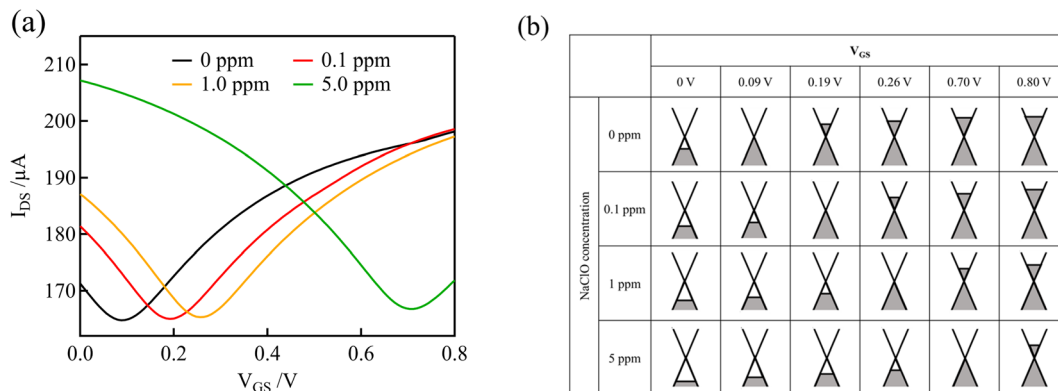 (a)
215
210
200
190
180
170
I_DS /μA
0 ppm
0.1 ppm
1.0 ppm
5.0 ppm
0.0
0.2
0.4
0.6
0.8
V_GS /V
(b)
V_GS
0 V
0.09 V
0.19 V
0.26 V
0.70 V
0.80 V
NaClO concentration
0 ppm
0.1 ppm
1 ppm
5 ppm